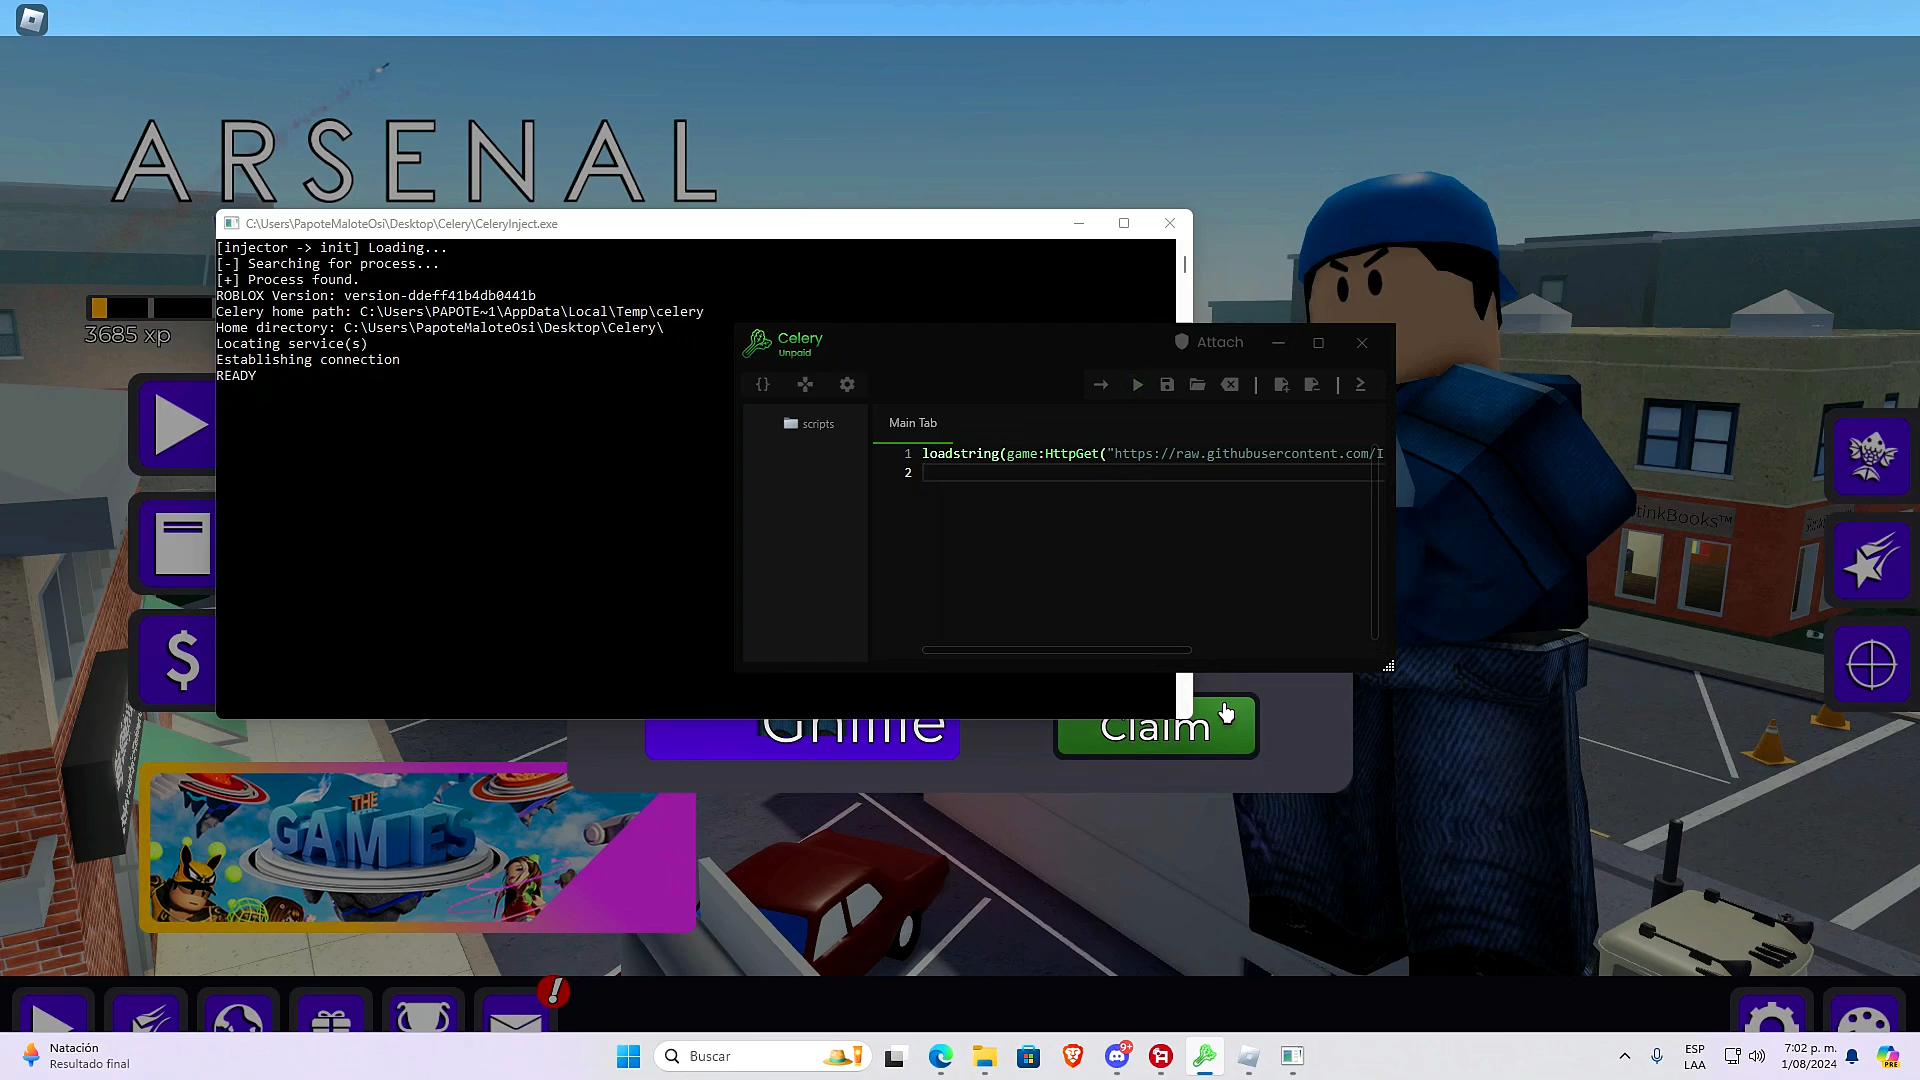 ARSENAL
C:\Users\PapoteMaloteOsi\Desktop\Celery\CeleryInject.exe
[injector -> init] Loading...
[-] Searching for process...
[+] Process found.
ROBLOX Version: version-ddeff41b4db0441b
Celery home path: C:\Users\PAPOTE~1\AppData\Local\Temp\celery
Home directory: C:\Users\PapoteMaloteOsi\Desktop\Celery\
Locating service(s)
Establishing connection
READY
3685 xp
Celery
Unpaid
Attach
scripts
Main Tab
1 loadstring(game:HttpGet("https://raw.githubusercontent.com/I
2
Claim
THE
GAMES
Natación
Resultado final
Buscar
9+
ESP
LAA
7:02 p. m.
1/08/2024
PRE